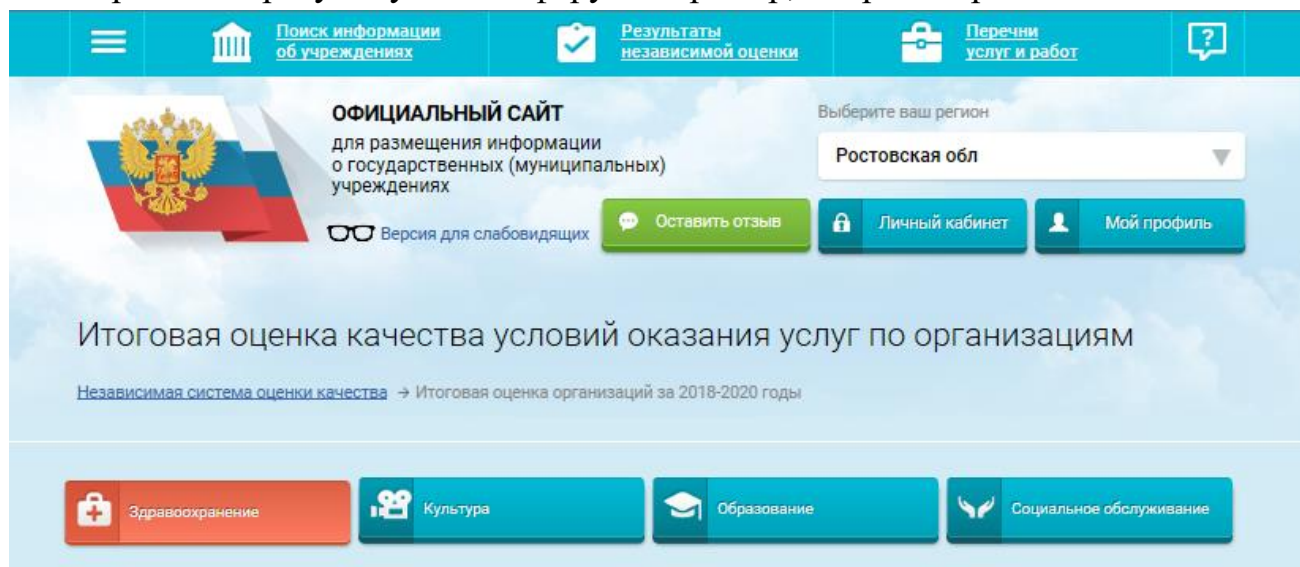 Поиск информации
об учреждениях
Результаты
независимой оценки
Перечни
услуг и работ
ОФИЦИАЛЬНЫЙ САЙТ
для размещения информации
о государственных (муниципальных)
учреждениях
Версия для слабовидящих
Выберите ваш регион
Ростовская обл
Оставить отзыв
Личный кабинет
Мой профиль
Итоговая оценка качества условий оказания услуг по организациям
Независимая система оценки качества → Итоговая оценка организаций за 2018-2020 годы
Здравоохранение
Культура
Образование
Социальное обслуживание